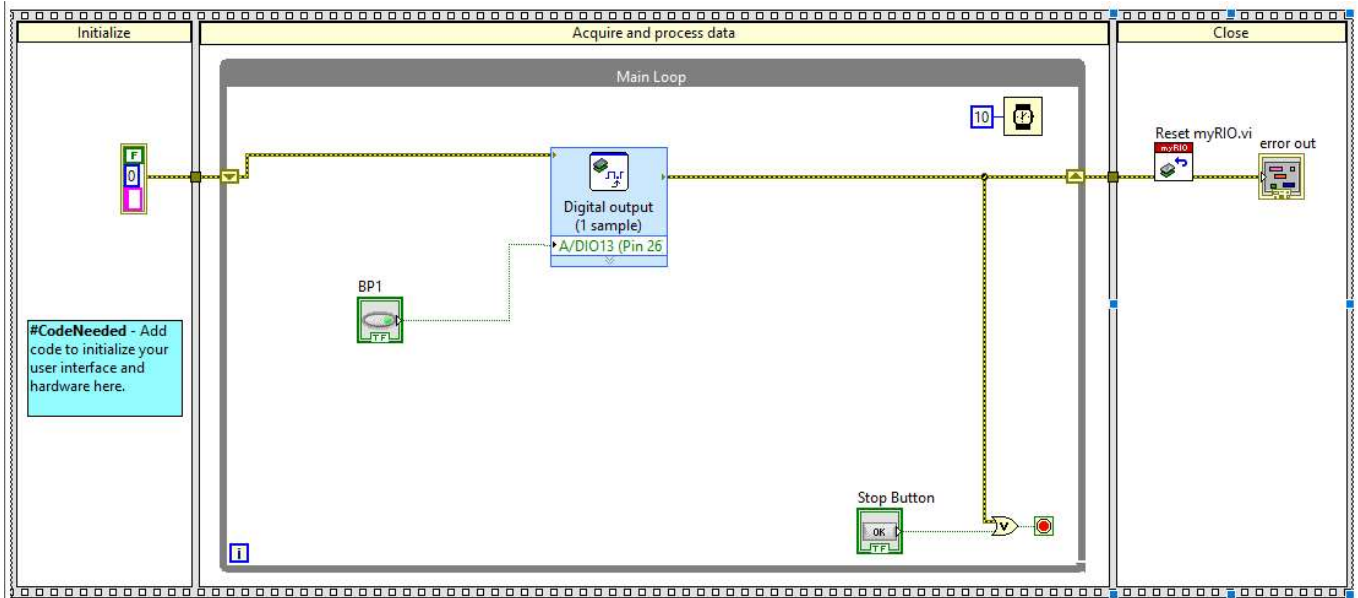 Initialize
Acquire and process data
Close
Main Loop
10
Reset myRIO.vi
myRIO
error out
F
0
Digital output
(1 sample)
A/DIO13 (Pin 26
BP1
TF
#CodeNeeded - Add
code to initialize your
user interface and
hardware here.
Stop Button
OK
TF
V
i